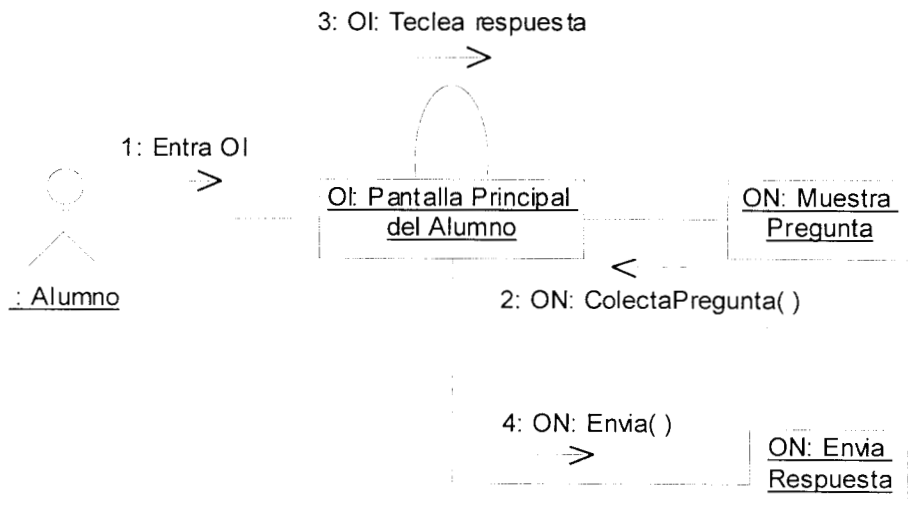 3: OI: Teclea respuesta
1: Entra OI
OI: Pantalla Principal
del Alumno
ON: Muestra
Pregunta
: Alumno
2: ON: ColectaPregunta( )
4: ON: Envia( )
ON: Envia
Respuesta